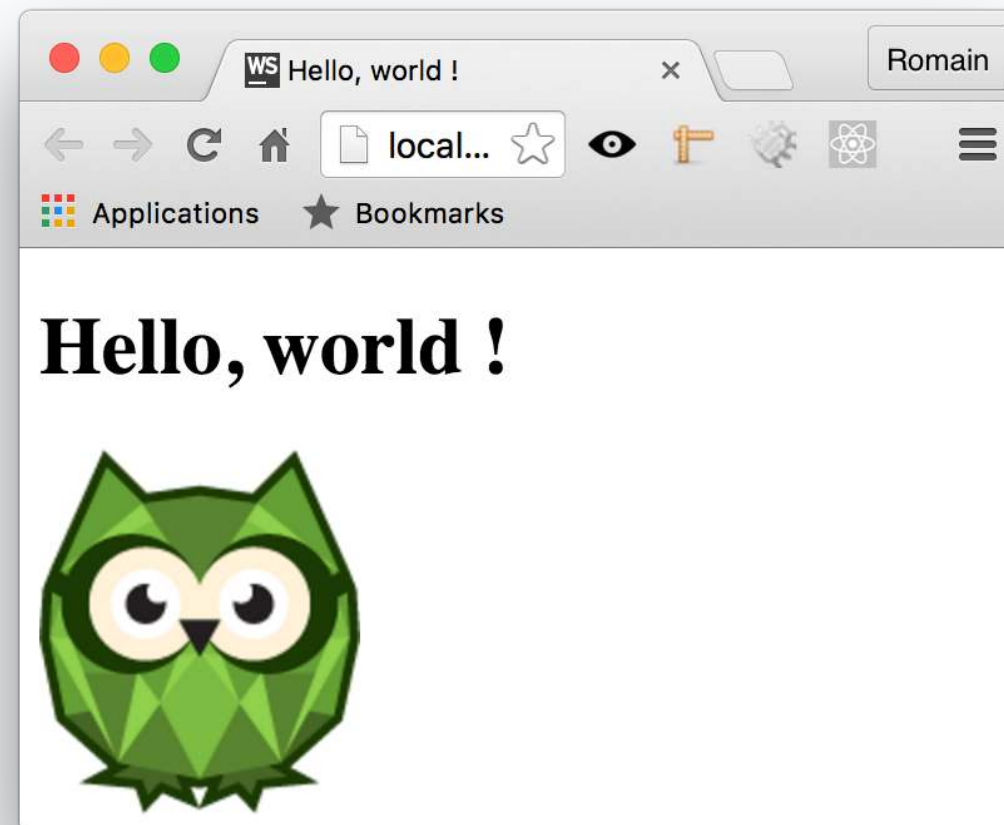 WS Hello, world ! Romain
local...
Applications Bookmarks
Hello, world !